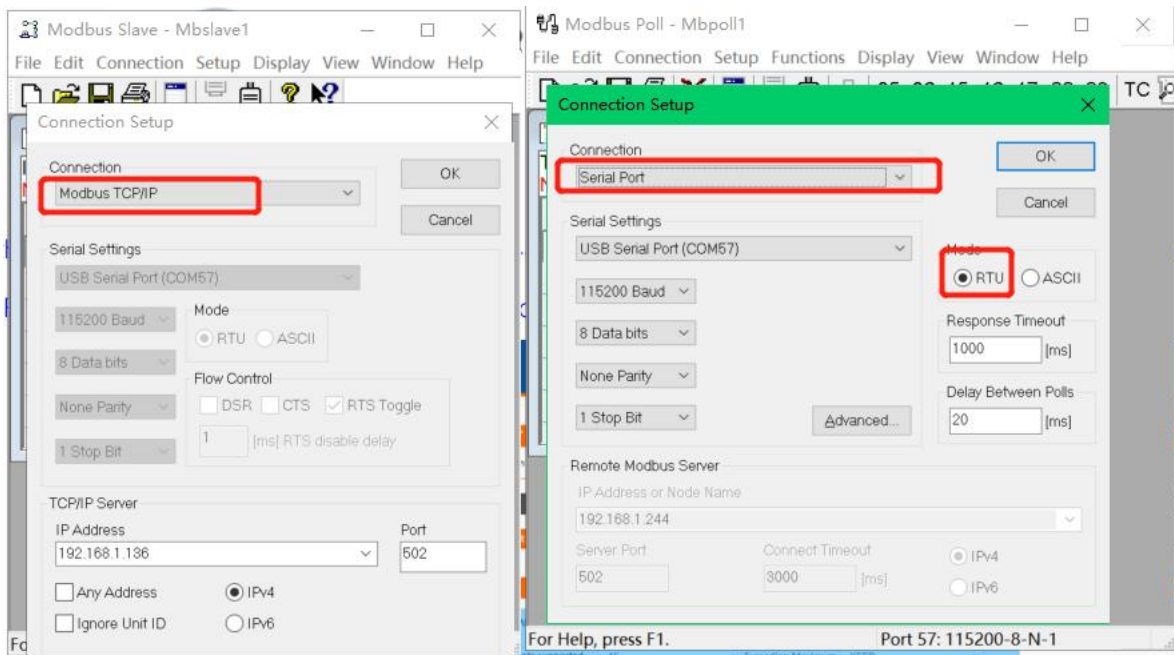 Modbus Slave - Mbslave1
File Edit Connection Setup Display View Window Help
Connection Setup
Connection
Modbus TCP/IP
OK
Cancel
Serial Settings
USB Serial Port (COM57)
115200 Baud
Mode
RTU ASCII
8 Data bits
Flow Control
None Parity
DSR CTS RTS Toggle
1 Stop Bit
1 [ms] RTS disable delay
TCP/IP Server
IP Address Port
192.168.1.136 502
Any Address IPv4
Ignore Unit ID IPv6
Modbus Poll - Mbpoll1
File Edit Connection Setup Functions Display View Window Help
TC
Connection Setup
Connection
Serial Port
OK
Cancel
Serial Settings
USB Serial Port (COM57)
Mode
RTU ASCII
115200 Baud
8 Data bits
Response Timeout
1000 [ms]
None Parity
Delay Between Polls
1 Stop Bit
Advanced...
20 [ms]
Remote Modbus Server
IP Address or Node Name
192.168.1.244
Server Port Connect Timeout
502 3000 [ms]
IPv4
IPv6
For Help, press F1. Port 57: 115200-8-N-1